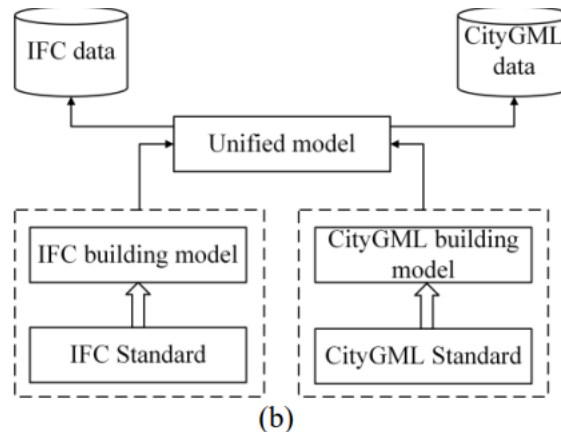 IFC data
CityGML
data
Unified model
IFC building model
CityGML building
model
IFC Standard
CityGML Standard
(b)